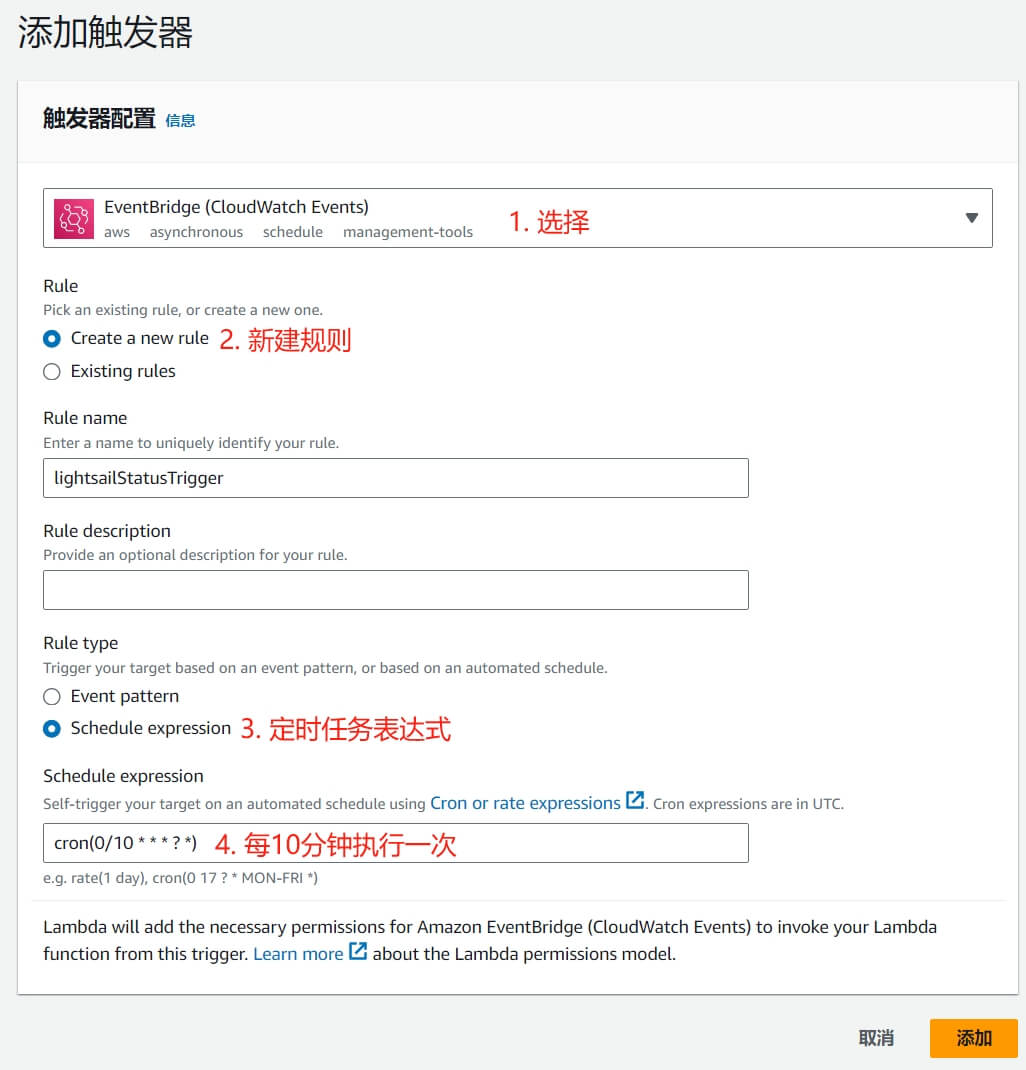 添加触发器
触发器配置 信息
EventBridge (CloudWatch Events)
aws asynchronous schedule management-tools
1. 选择
Rule
Pick an existing rule, or create a new one.
Create a new rule 2. 新建规则
Existing rules
Rule name
Enter a name to uniquely identify your rule.
lightsailStatusTrigger
Rule description
Provide an optional description for your rule.
Rule type
Trigger your target based on an event pattern, or based on an automated schedule.
Event pattern
Schedule expression 3. 定时任务表达式
Schedule expression
Self-trigger your target on an automated schedule using Cron or rate expressions. Cron expressions are in UTC.
cron(0/10 * * * ? *) 4. 每10分钟执行一次
e.g. rate(1 day), cron(0 17 ? * MON-FRI *)
Lambda will add the necessary permissions for Amazon EventBridge (CloudWatch Events) to invoke your Lambda
function from this trigger. Learn more about the Lambda permissions model.
取消 添加